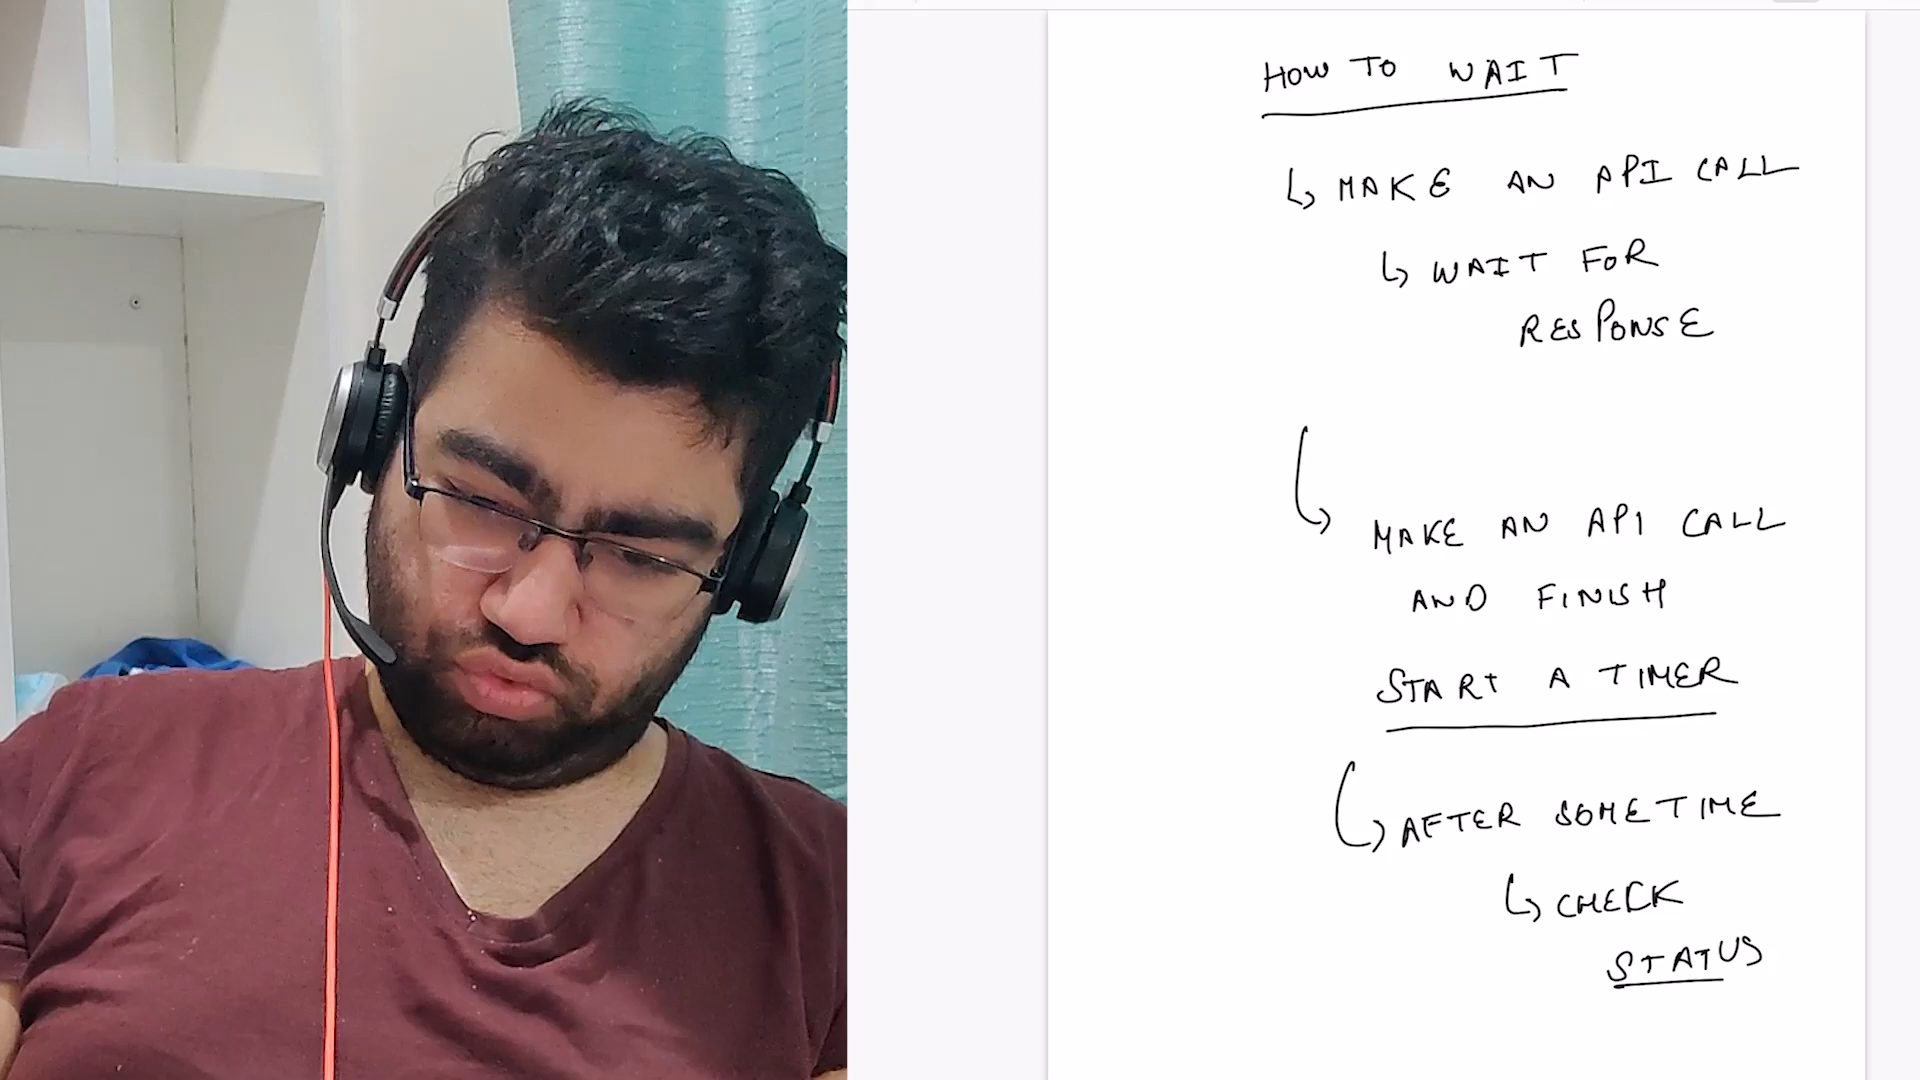 HOW TO WAIT
MAKE AN API CALL
WAIT FOR
RESPONSE
MAKE AN API CALL
AND FINISH
START A TIMER
AFTER SOMETIME
CHECK
STATUS